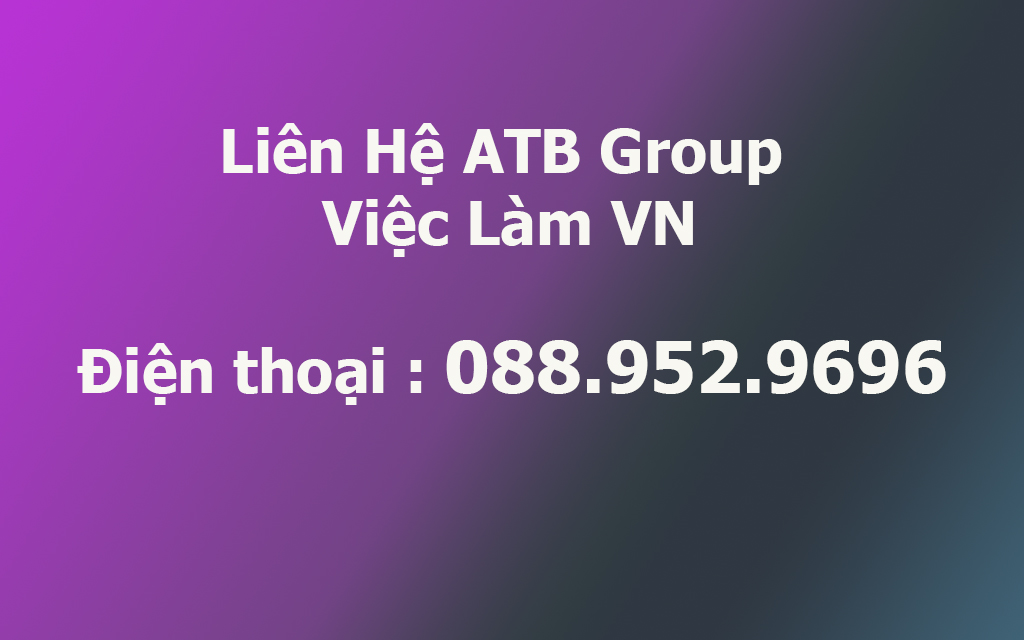 Liên Hệ ATB Group
Việc Làm VN
Điện thoại : 088.952.9696